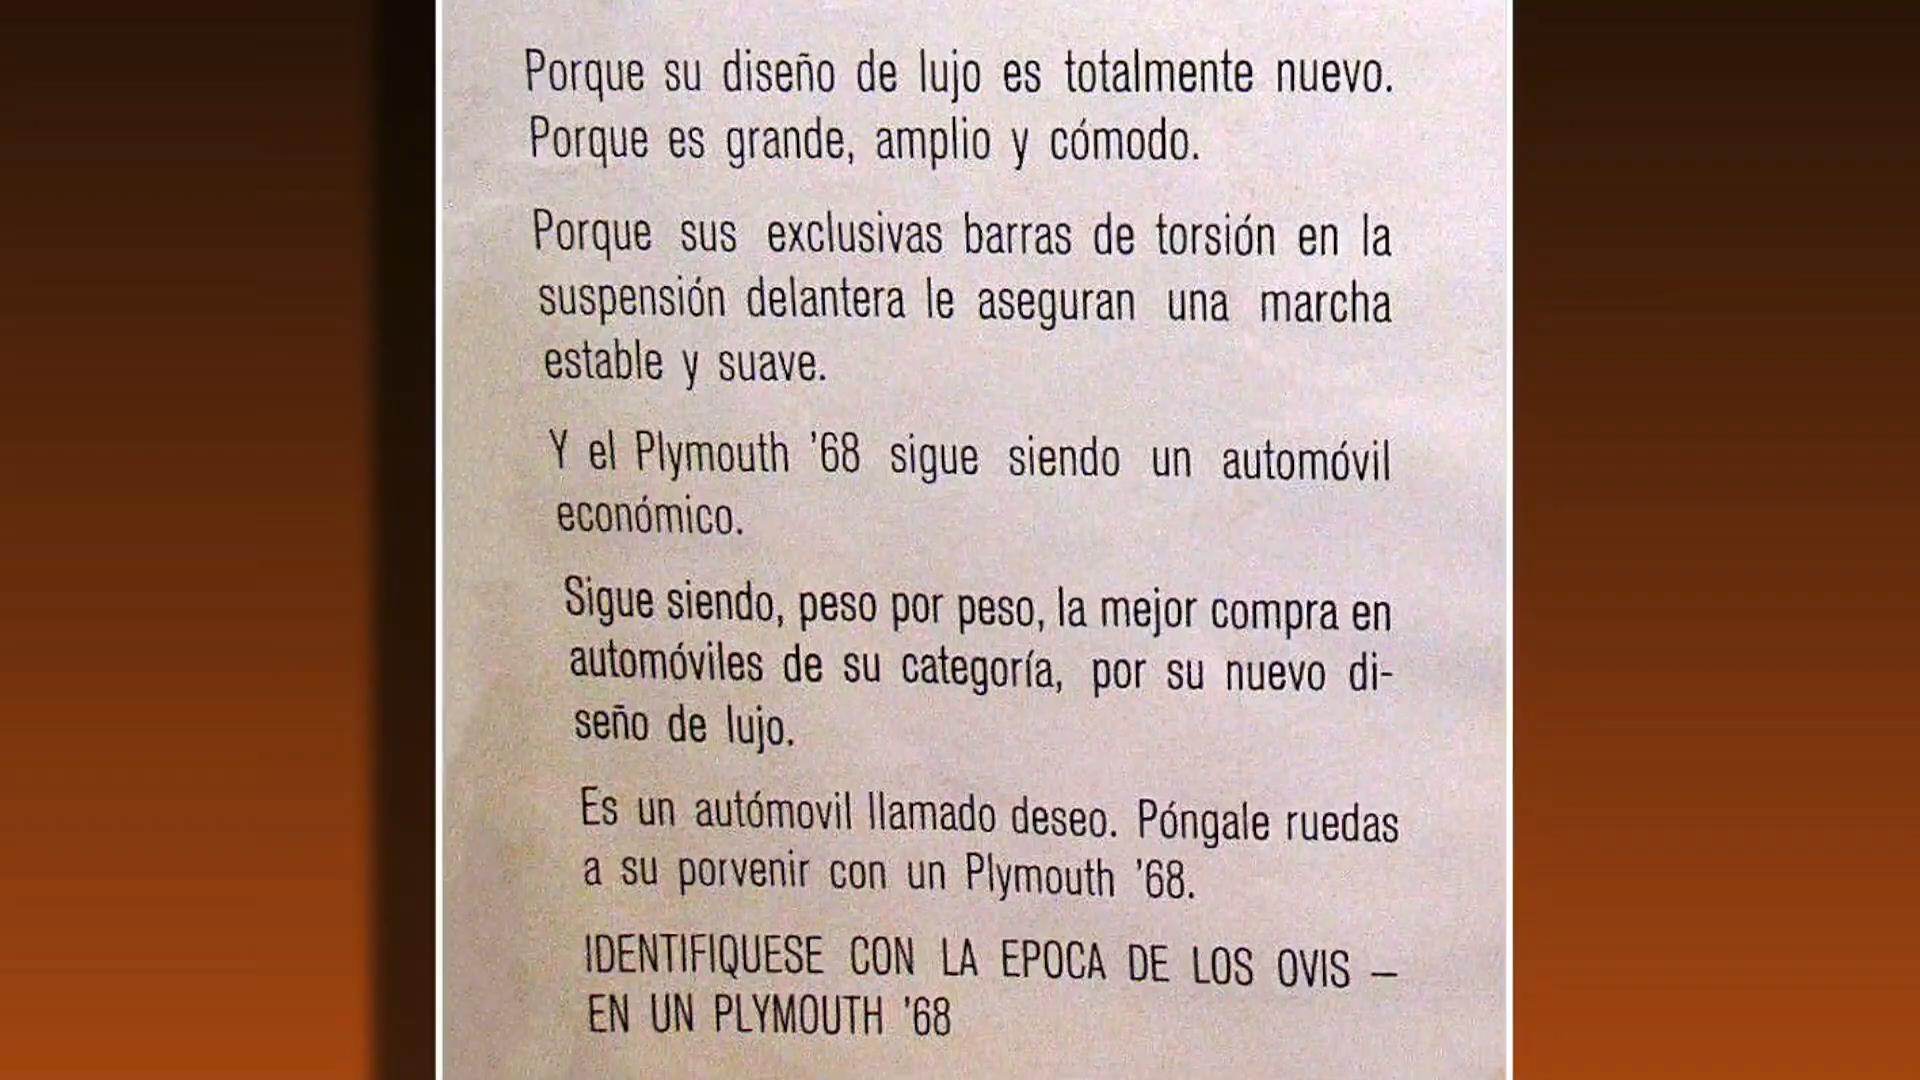 Porque su diseño de lujo es totalmente nuevo.
Porque es grande, amplio y cómodo.
Porque sus exclusivas barras de torsión en la
suspensión delantera le aseguran una marcha
estable y suave.
Y el Plymouth '68 sigue siendo un automóvil
económico.
Sigue siendo, peso por peso, la mejor compra en
automóviles de su categoría, por su nuevo di-
seño de lujo.
Es un autómovil llamado deseo. Póngale ruedas
a su porvenir con un Plymouth '68.
IDENTIFIQUESE CON LA EPOCA DE LOS OVIS –
EN UN PLYMOUTH '68